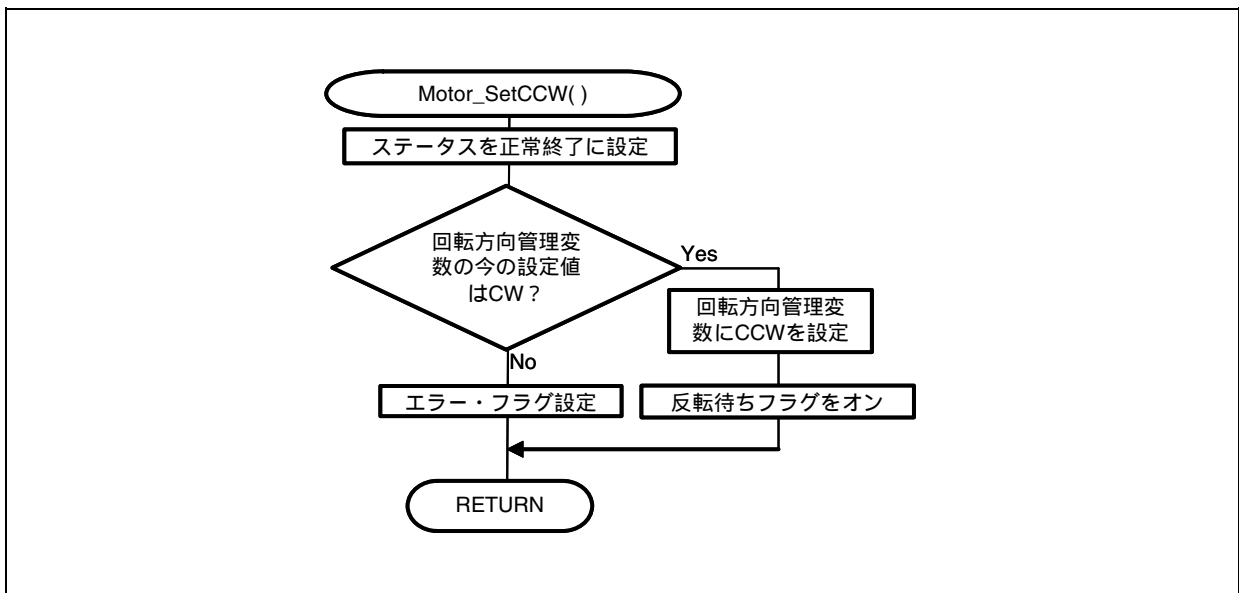 Motor_SetCCW( )
ステータスを正常終了に設定
回転方向管理変
数の今の設定値
はCW？
Yes
回転方向管理変
数にCCWを設定
No
エラー・フラグ設定
反転待ちフラグをオン
RETURN